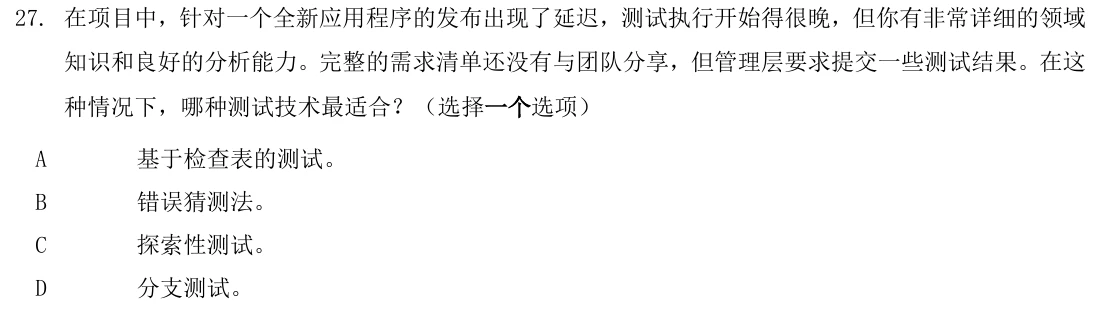 27. 在项目中，针对一个全新应用程序的发布出现了延迟，测试执行开始得很晚，但你有非常详细的领域
知识和良好的分析能力。完整的需求清单还没有与团队分享，但管理层要求提交一些测试结果。在这
种情况下，哪种测试技术最适合？（选择一个选项）
A 基于检查表的测试。
B 错误猜测法。
C 探索性测试。
D 分支测试。